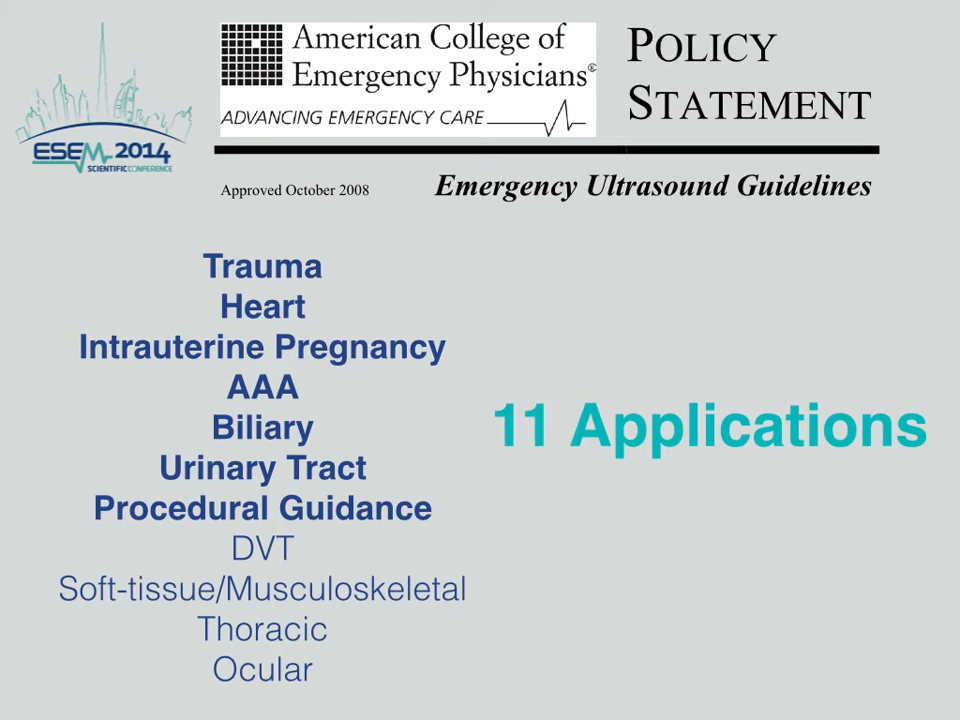 ESEM 2014
SCIENTIFIC CONFERENCE
American College of
Emergency Physicians®
ADVANCING EMERGENCY CARE
POLICY
STATEMENT
Approved October 2008
Emergency Ultrasound Guidelines
Trauma
Heart
Intrauterine Pregnancy
AAA
Biliary
Urinary Tract
Procedural Guidance
DVT
Soft-tissue/Musculoskeletal
Thoracic
Ocular
11 Applications